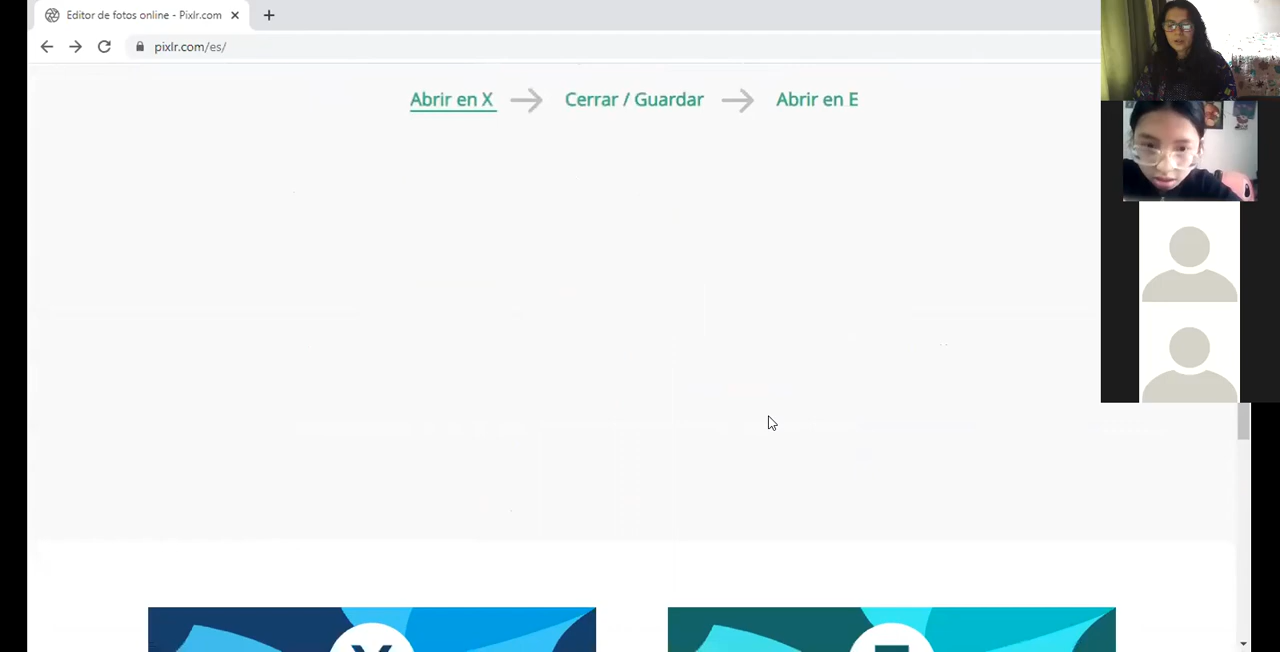 Editor de fotos online - Pixlr.com
pixlr.com/es/
Abrir en X
Cerrar / Guardar
Abrir en E
X
E